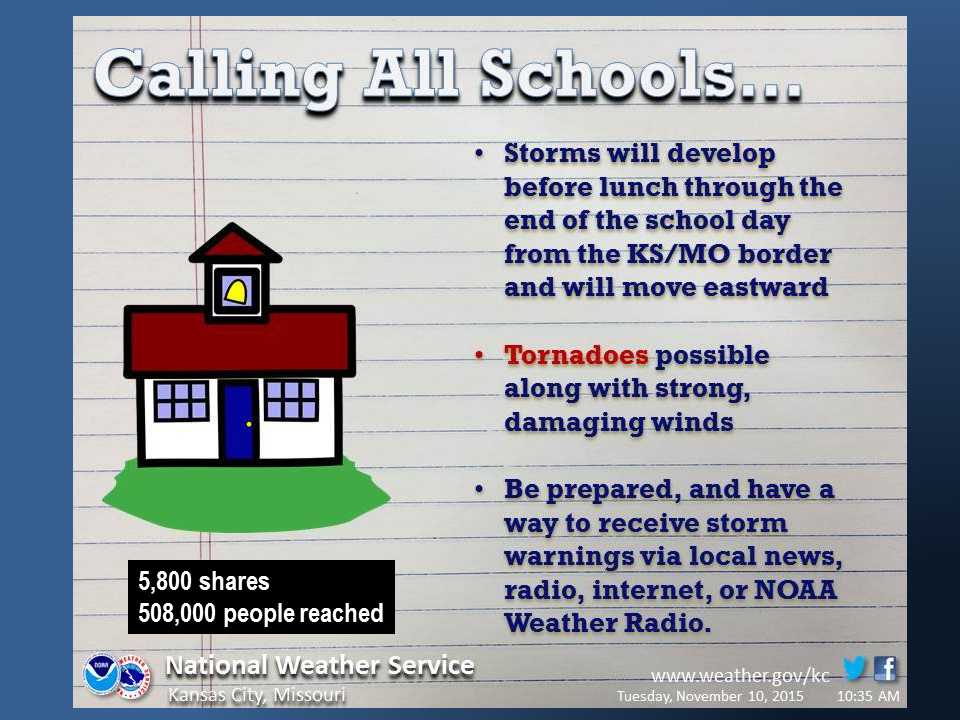 Calling All Schools...
• Storms will develop
before lunch through the
end of the school day
from the KS/MO border
and will move eastward
• Tornadoes possible
along with strong,
damaging winds
• Be prepared, and have a
way to receive storm
warnings via local news,
radio, internet, or NOAA
Weather Radio.
5,800 shares
508,000 people reached
NOAA
National Weather Service
Kansas City, Missouri
www.weather.gov/kc
Tuesday, November 10, 2015 10:35 AM